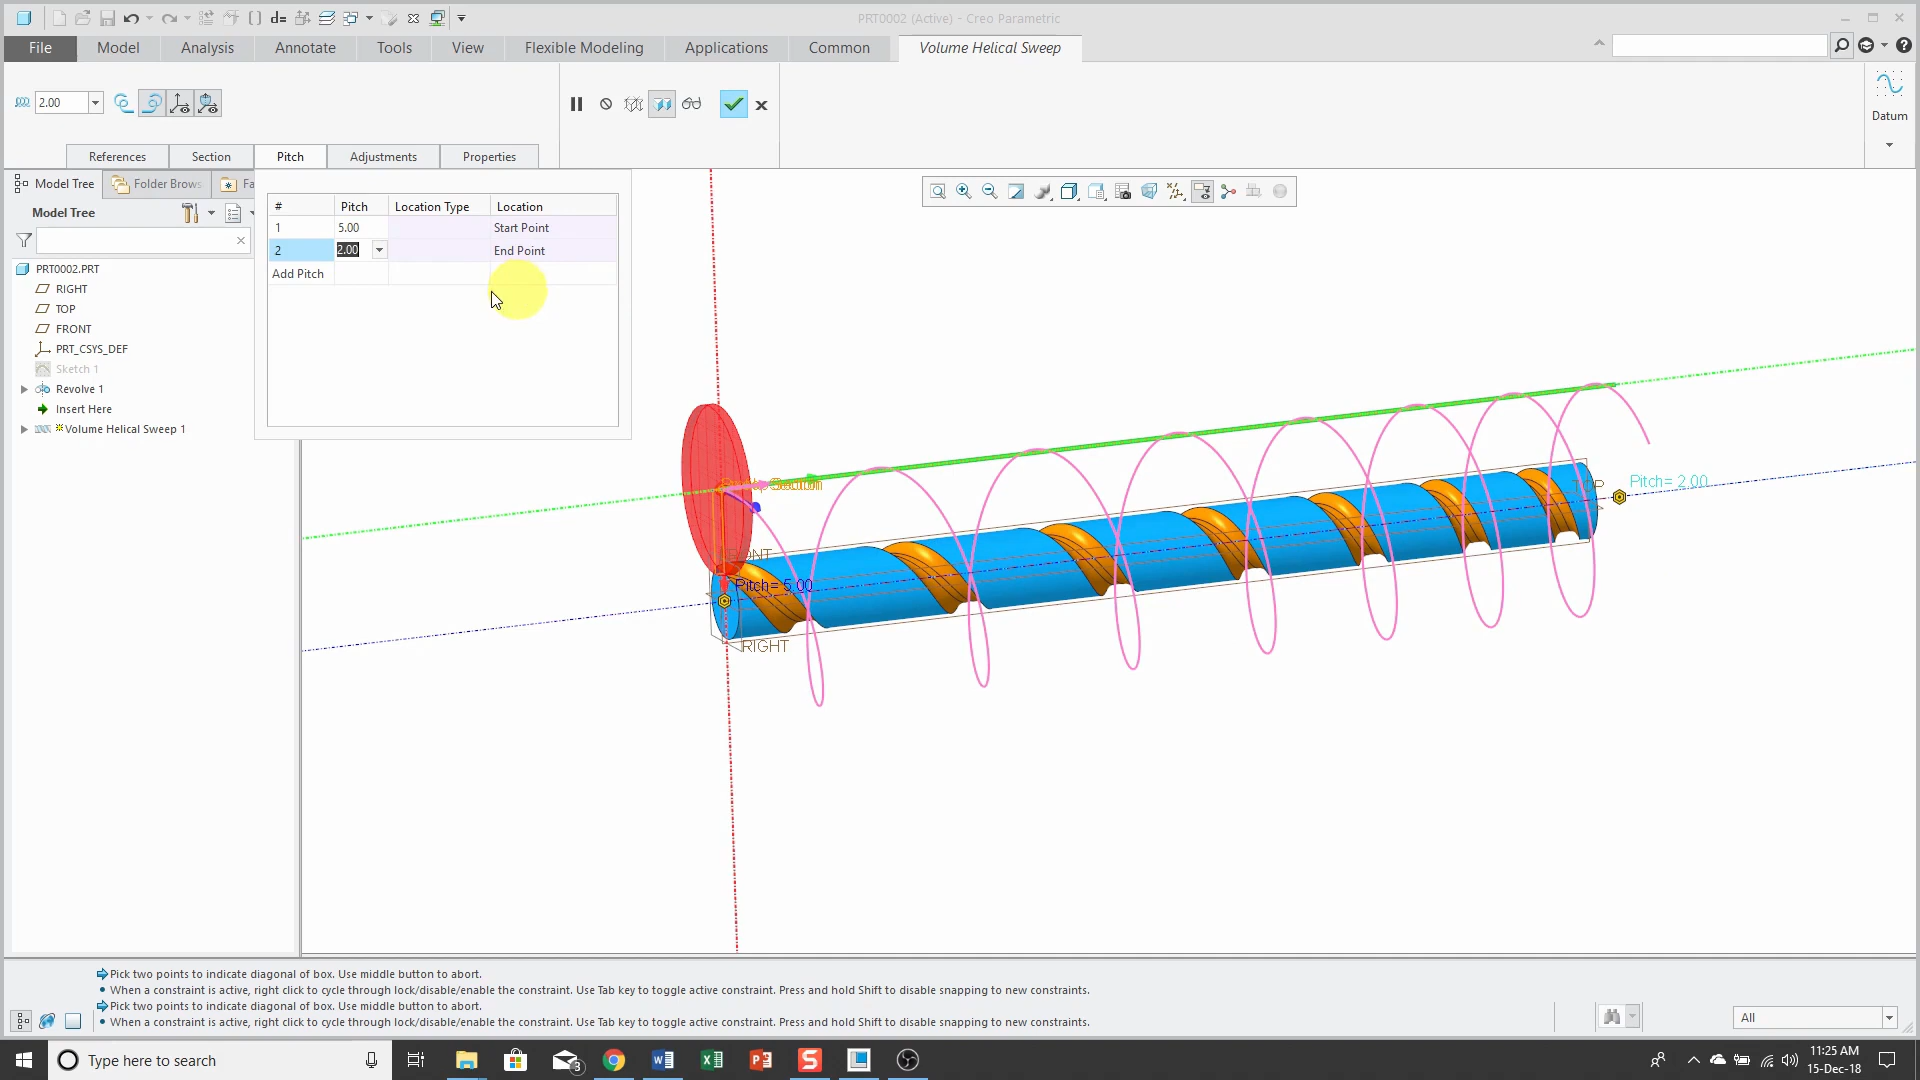 PRT0002 (Active) - Creo Parametric
File
Model
Analysis
Annotate
Tools
View
Flexible Modeling
Applications
Common
Volume Helical Sweep
2.00
Datum
References
Section
Pitch
Adjustments
Properties
Model Tree
Folder Brows
Fa
Model Tree
# Pitch Location Type Location
1 5.00 Start Point
2 2.00 End Point
Add Pitch
PRT0002.PRT
RIGHT
TOP
FRONT
PRT_CSYS_DEF
Sketch 1
Revolve 1
Insert Here
Volume Helical Sweep 1
TOP
Pitch= 2.00
Pitch= 5.00
RIGHT
Pick two points to indicate diagonal of box. Use middle button to abort.
When a constraint is active, right click to cycle through lock/disable/enable the constraint. Use Tab key to toggle active constraint. Press and hold Shift to disable snapping to new constraints.
Pick two points to indicate diagonal of box. Use middle button to abort.
When a constraint is active, right click to cycle through lock/disable/enable the constraint. Use Tab key to toggle active constraint. Press and hold Shift to disable snapping to new constraints.
All
Type here to search
3
11:25 AM
15-Dec-18